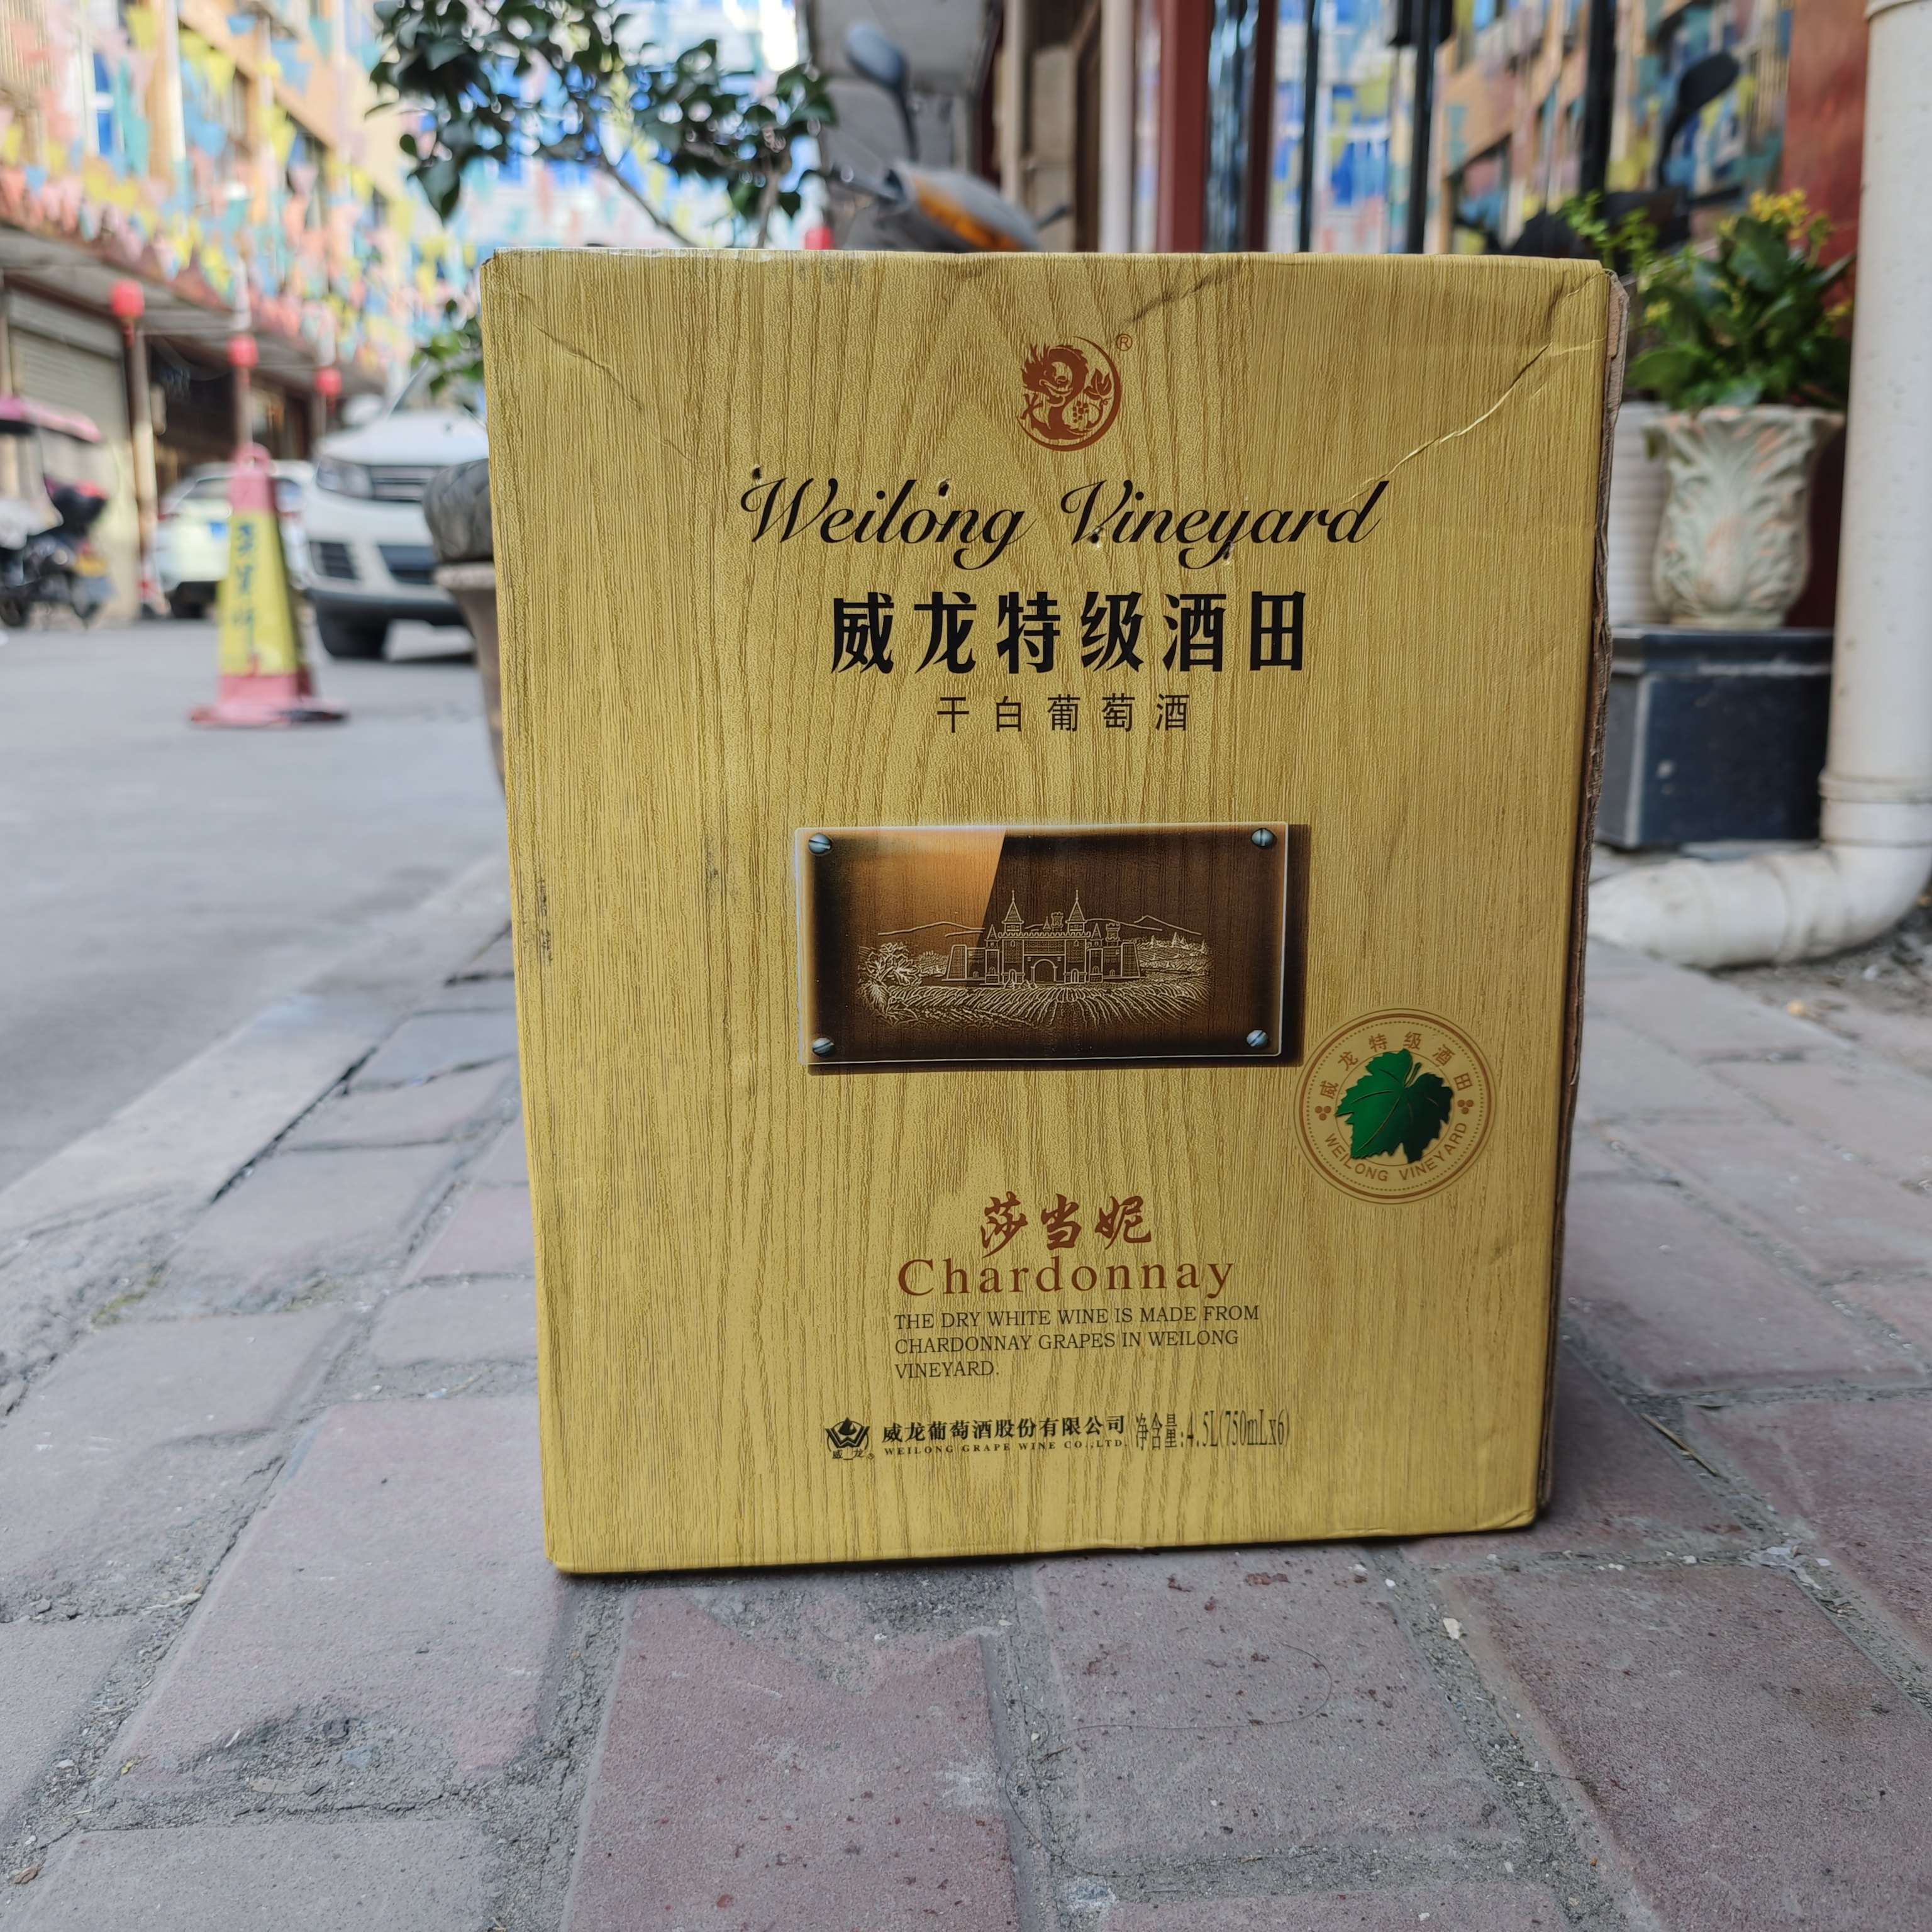 ®
Weilong Vineyard
威龙特级酒田
干白葡萄酒
威龙特级酒田
WEILONG VINEYARD
莎当妮
Chardonnay
THE DRY WHITE WINE IS MADE FROM
CHARDONNAY GRAPES IN WEILONG
VINEYARD.
威龙
威龙葡萄酒股份有限公司 净含量:4.5L(750mLx6)
WEILONG GRAPE WINE CO.,LTD.